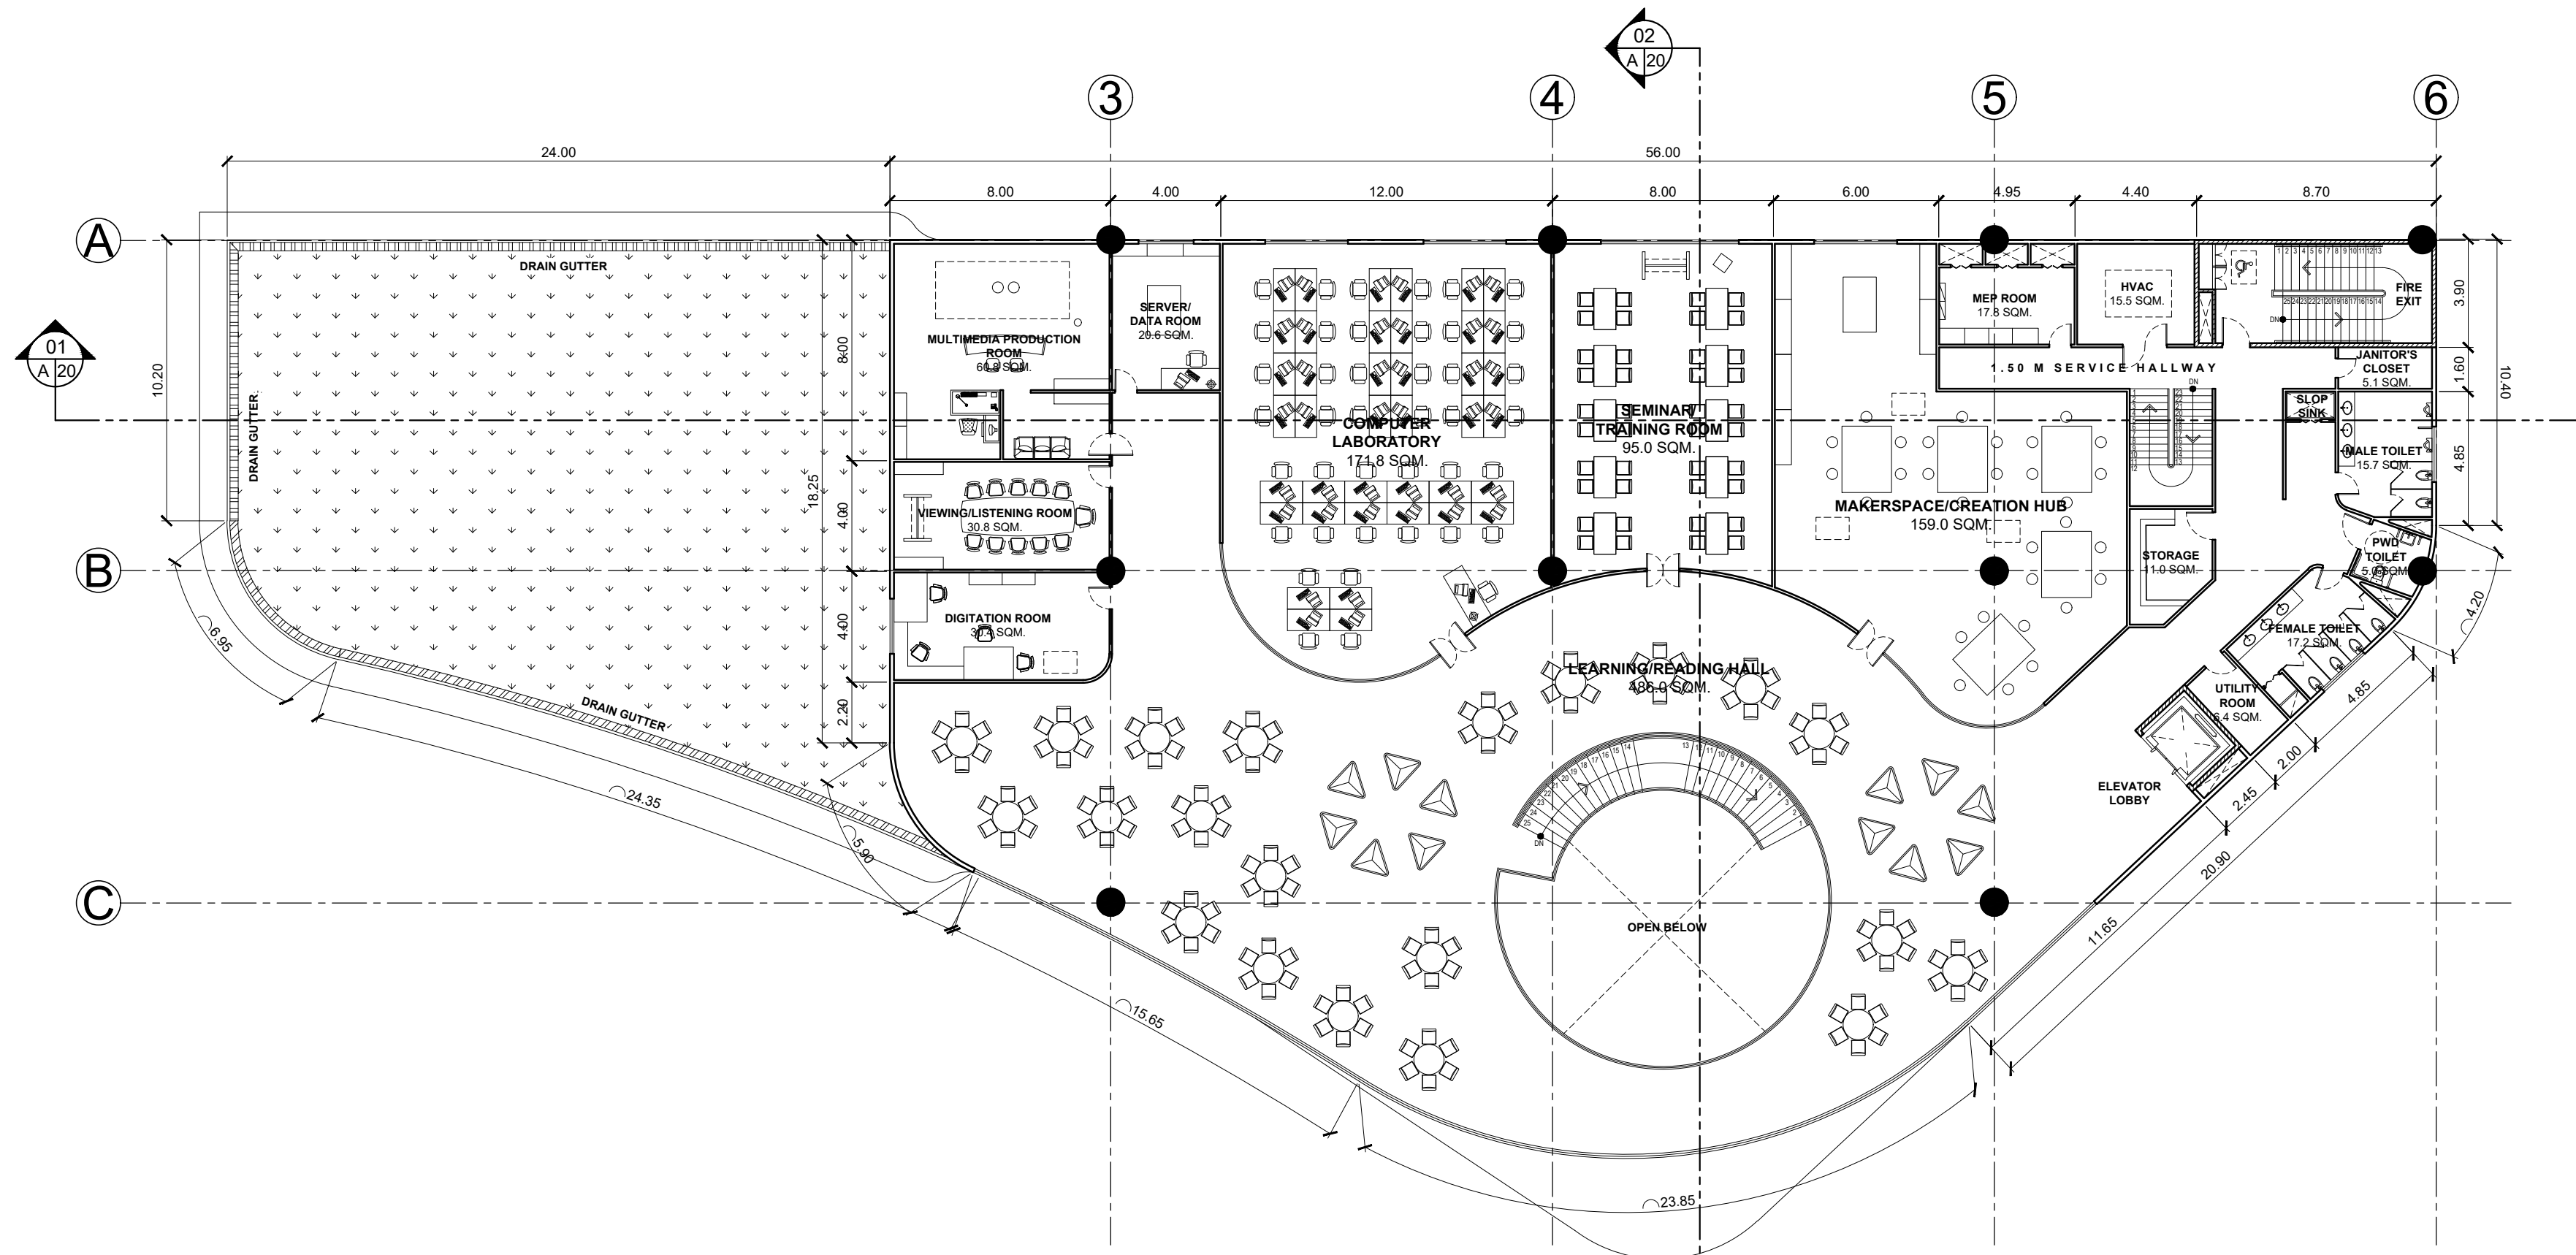 02
A 20
3
4
5
6
24.00
56.00
8.00
4.00
12.00
8.00
6.00
4.95
4.40
8.70
A
DRAIN GUTTER
FIRE
EXIT
HVAC
15.5 SQM.
MEP ROOM
17.8 SQM.
DN
3.90
SERVER/
DATA ROOM
20.6 SQM.
MULTIMEDIA PRODUCTION
ROOM
60.8 SQM.
8.00
01
A 20
10.20
DRAIN GUTTER
18.25
1.50 M SERVICE HALLWAY
JANITOR'S
CLOSET
5.1 SQM.
1.60
10.40
DN
SLOP
SINK
COMPUTER
LABORATORY
171.8 SQM.
SEMINAR/
TRAINING ROOM
95.0 SQM.
MALE TOILET
15.7 SQM.
4.85
VIEWING/LISTENING ROOM
30.8 SQM.
4.00
MAKERSPACE/CREATION HUB
159.0 SQM.
STORAGE
11.0 SQM.
PWD
TOILET
B
DIGITATION ROOM
4.00
6.95
4.20
FEMALE TOILET
17.2 SQM.
LEARNING/READING HALL
486.0 SQM.
UTILITY
ROOM
6.4 SQM.
2.20
DRAIN GUTTER
4.85
2.00
ELEVATOR
LOBBY
2.45
24.35
5.90
20.90
DN
C
OPEN BELOW
11.65
15.65
23.85